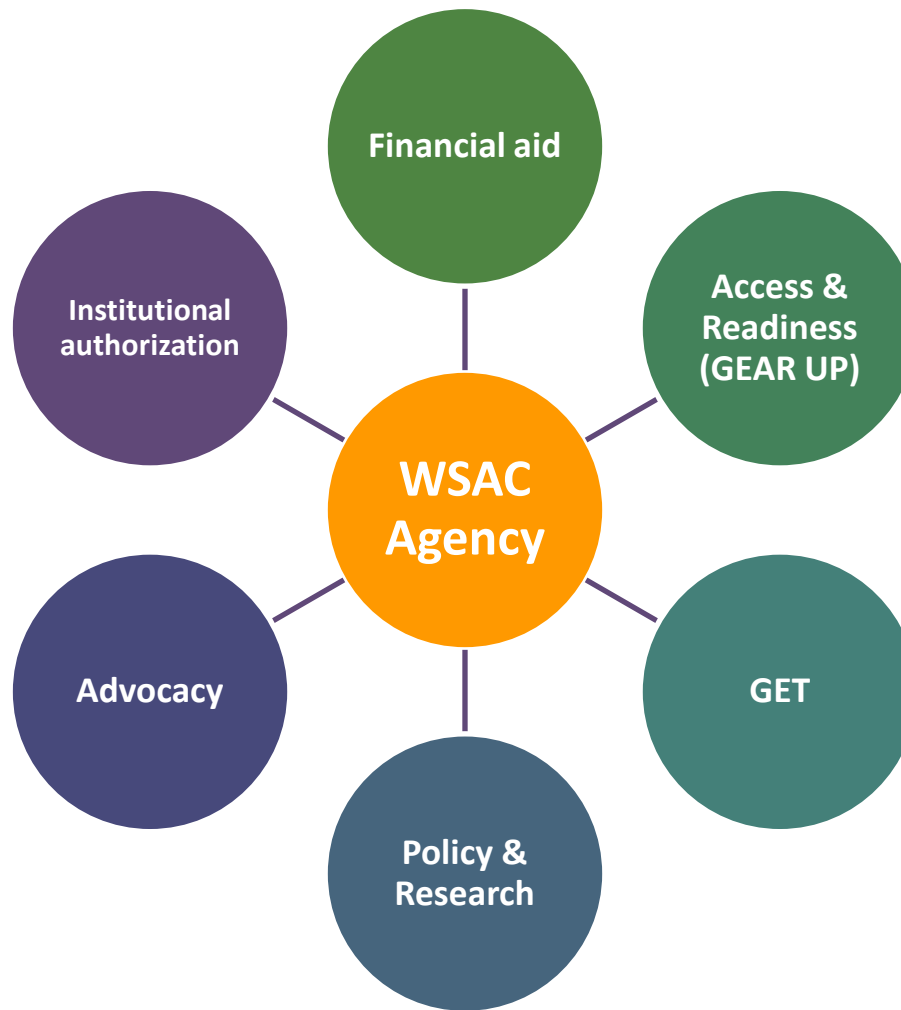 Financial aid
Access &
Readiness
(GEAR UP)
GET
Policy &
Research
Advocacy
Institutional
authorization
WSAC
Agency